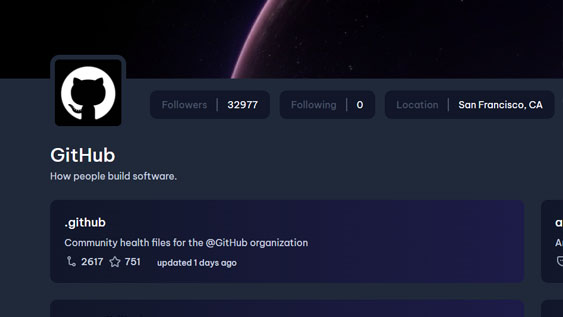 Followers | 32977 Following | 0 Location | San Francisco, CA
GitHub
How people build software.
.github
Community health files for the @GitHub organization
2617 751 updated 1 days ago